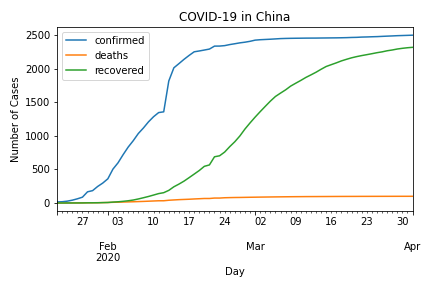 COVID-19 in China
confirmed
deaths
recovered
Number of Cases
2500
2000
1500
1000
500
0
27 03 10 17 24 02 09 16 23 30
Feb Mar Apr
2020
Day